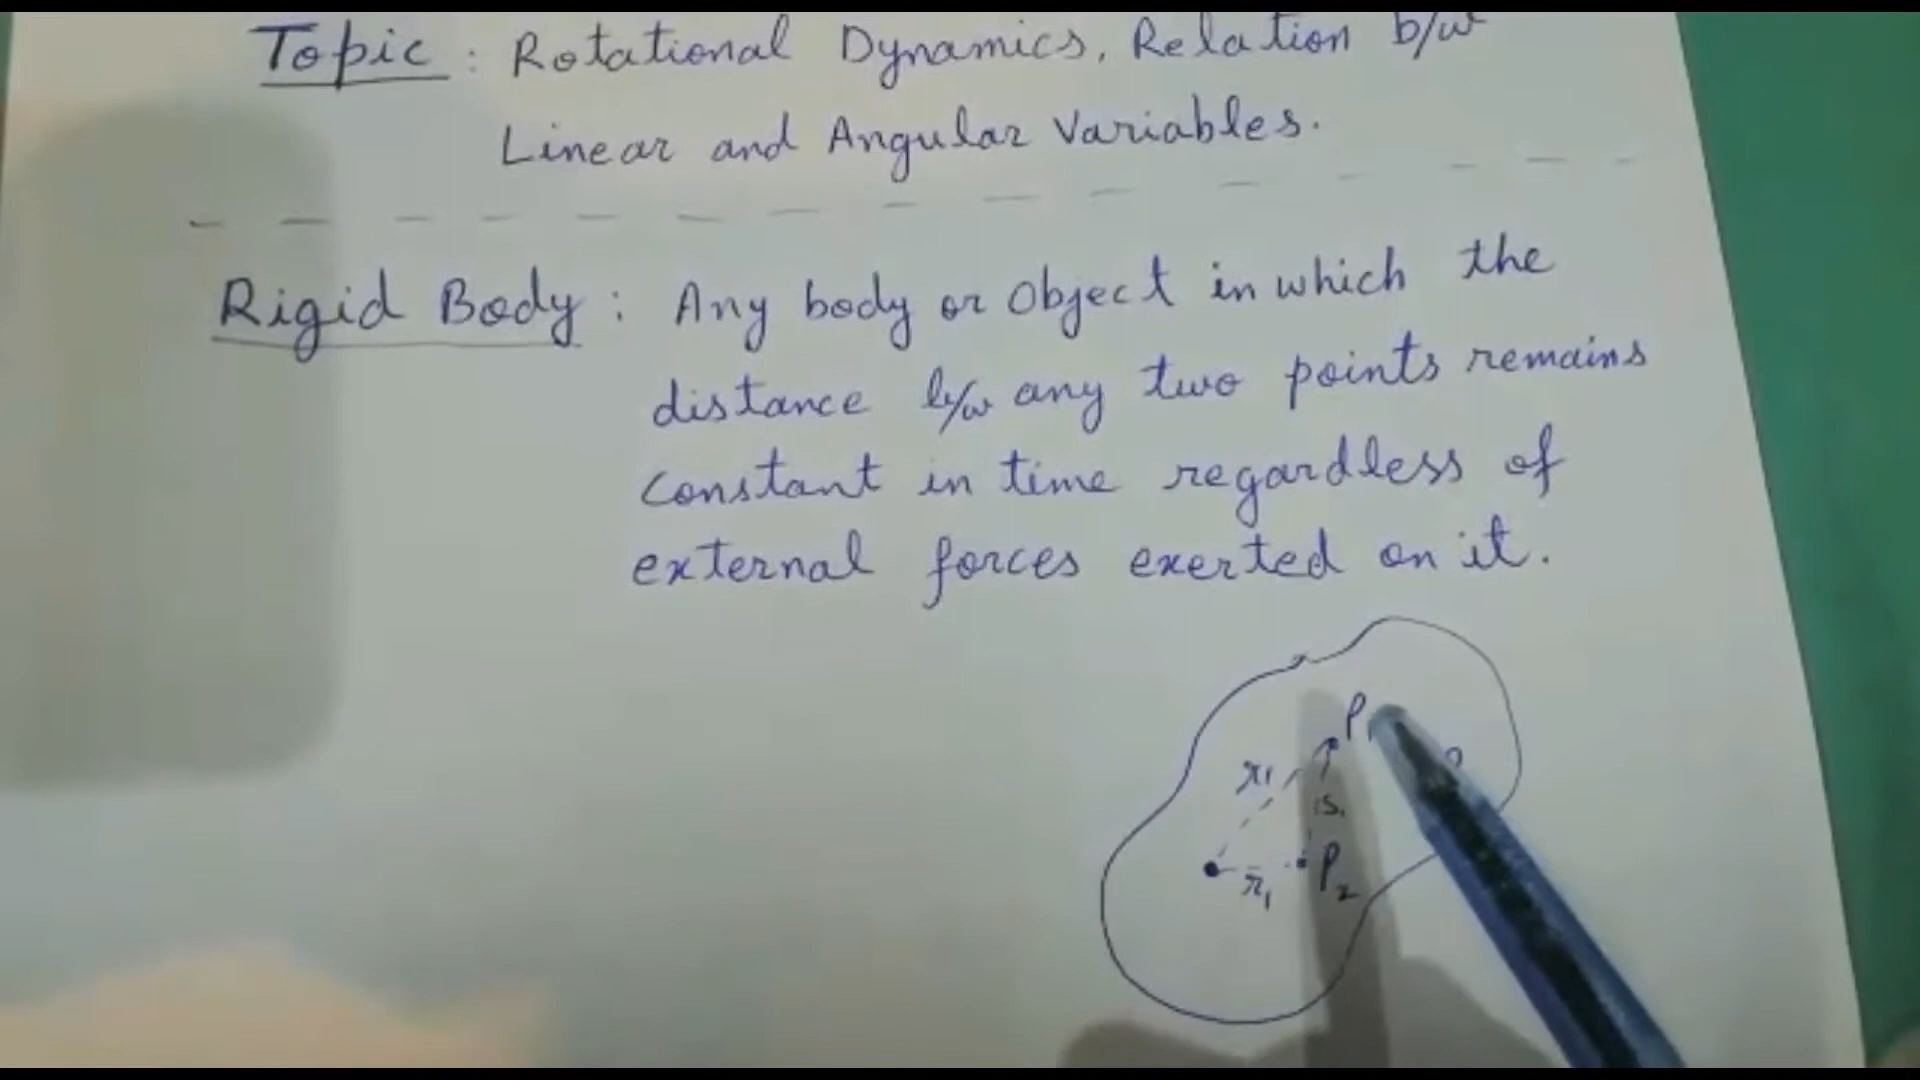 Topic : Rotational Dynamics, Relation b/w
Linear and Angular Variables.
Rigid Body : Any body or Object in which the
distance b/w any two points remains
constant in time regardless of
external forces exerted on it.
P
r1
S1
r1
P2